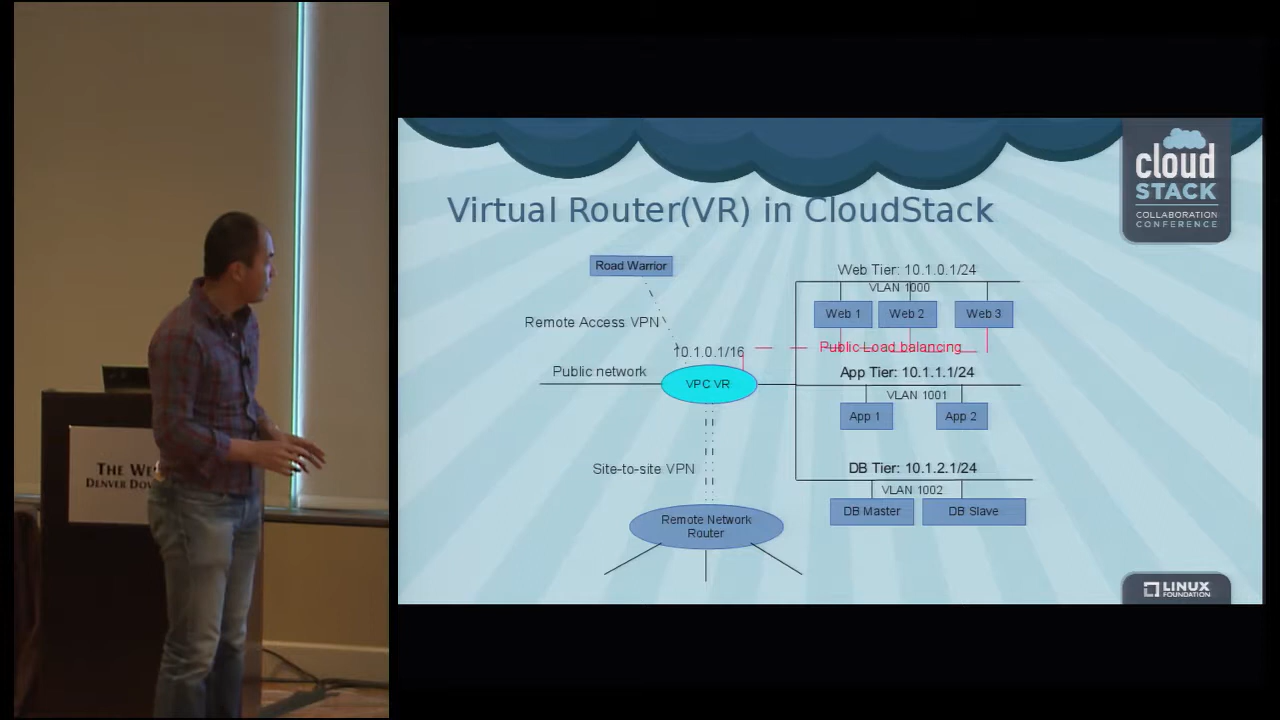 THE WE
DENVER DO
cloud
STACK
COLLABORATION
CONFERENCE
Virtual Router(VR) in CloudStack
Road Warrior
Remote Access VPN
Public network
10.1.0.1/16
VPC VR
Site-to-site VPN
Remote Network
Router
Web Tier: 10.1.0.1/24
VLAN 1000
Web 1
Web 2
Web 3
Public Load balancing
App Tier: 10.1.1.1/24
VLAN 1001
App 1
App 2
DB Tier: 10.1.2.1/24
VLAN 1002
DB Master
DB Slave
LINUX
FOUNDATION